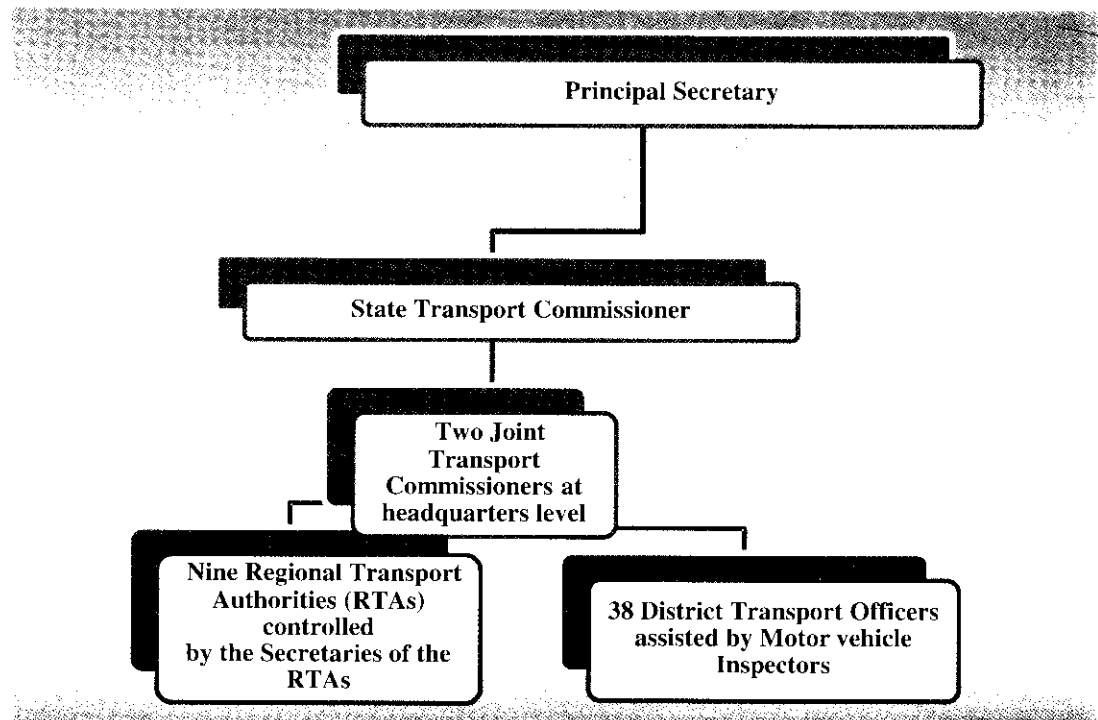 Principal Secretary
State Transport Commissioner
Two Joint
Transport
Commissioners at
headquarters level
Nine Regional Transport
Authorities (RTAs)
controlled
by the Secretaries of the
RTAs
38 District Transport Officers
assisted by Motor vehicle
Inspectors